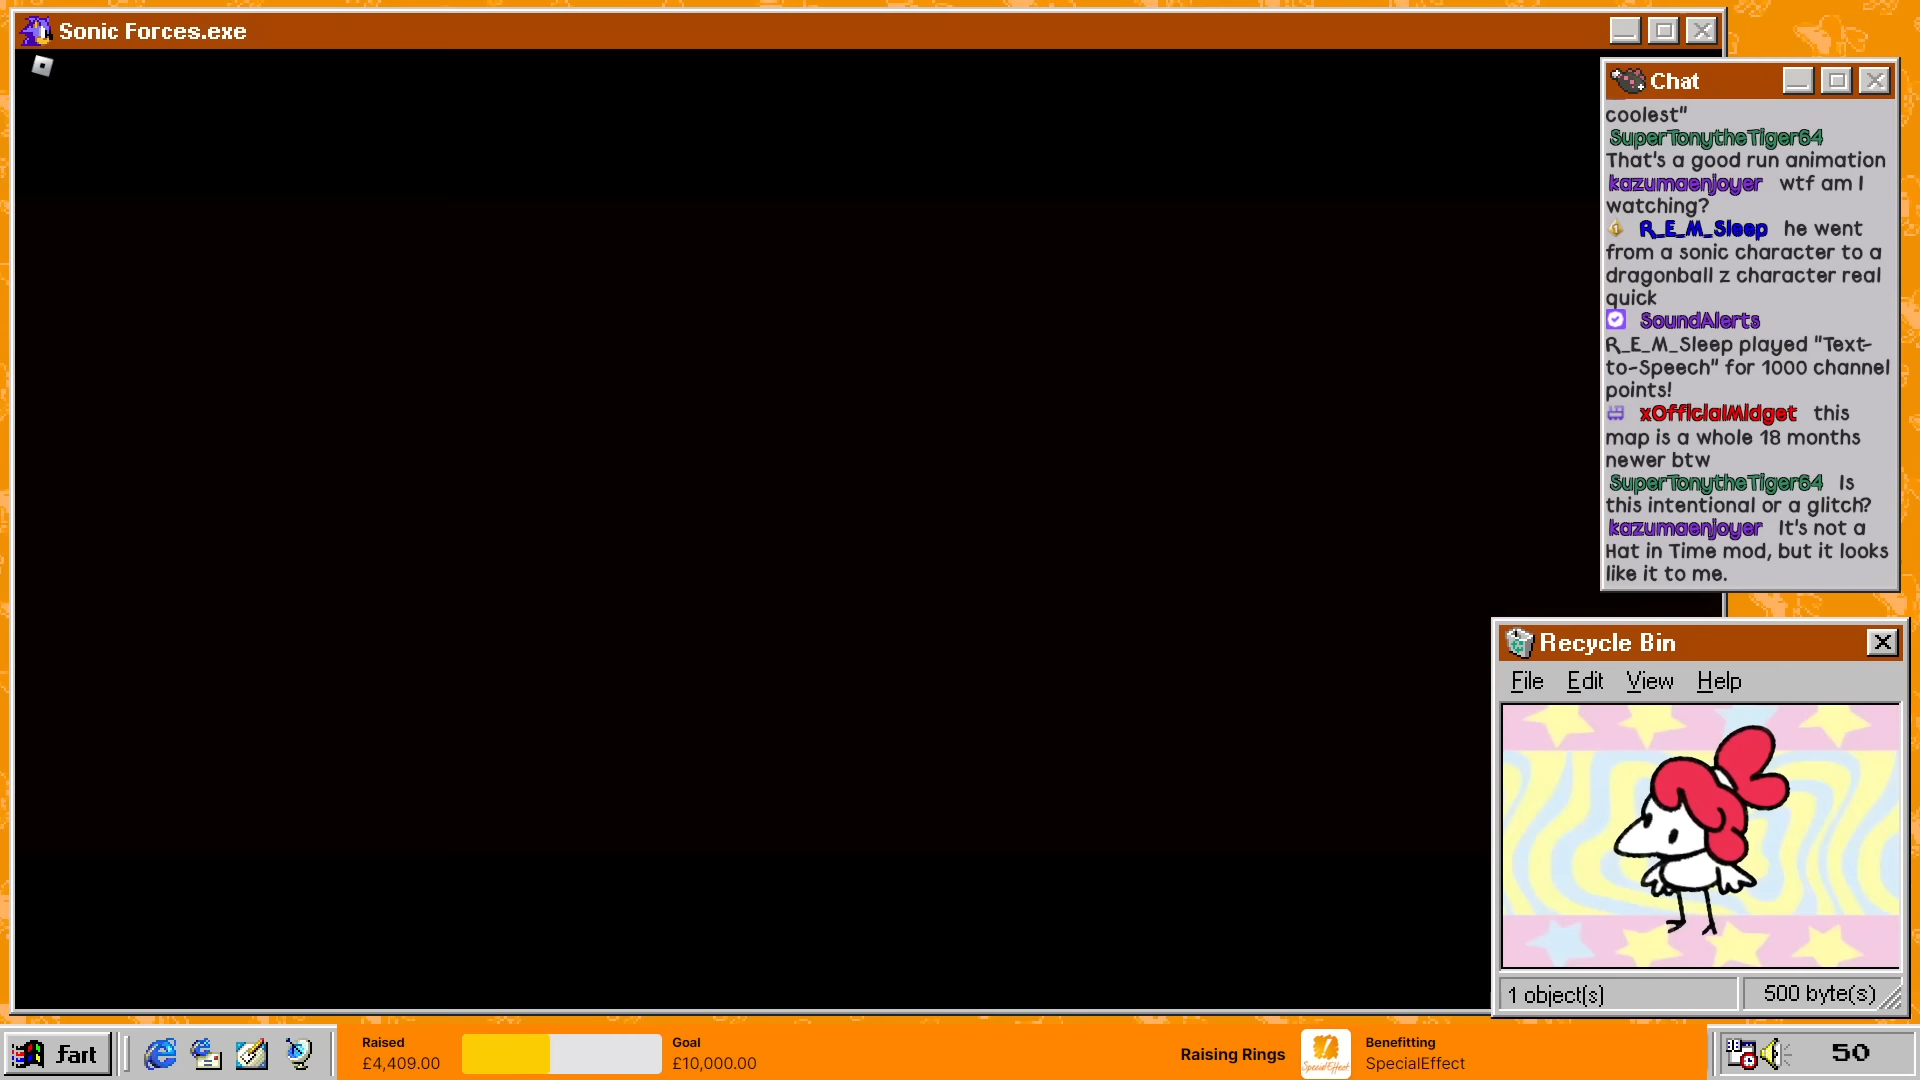 Sonic Forces.exe
Chat
coolest"
SuperTonytheTiger64
That's a good run animation
kazumaenjoyer wtf am I
watching?
R_E_M_Sleep he went
from a sonic character to a
dragonball z character real
quick
SoundAlerts
R_E_M_Sleep played "Text-
to-Speech" for 1000 channel
points!
xOfficialMidget this
map is a whole 18 months
newer btw
SuperTonytheTiger64 Is
this intentional or a glitch?
kazumaenjoyer It's not a
Hat in Time mod, but it looks
like it to me.
Recycle Bin
File Edit View Help
1 object(s)
500 byte(s)
Fart
Raised
£4,409.00
Goal
£10,000.00
Raising Rings
SpecialEffect
Benefitting
SpecialEffect
50